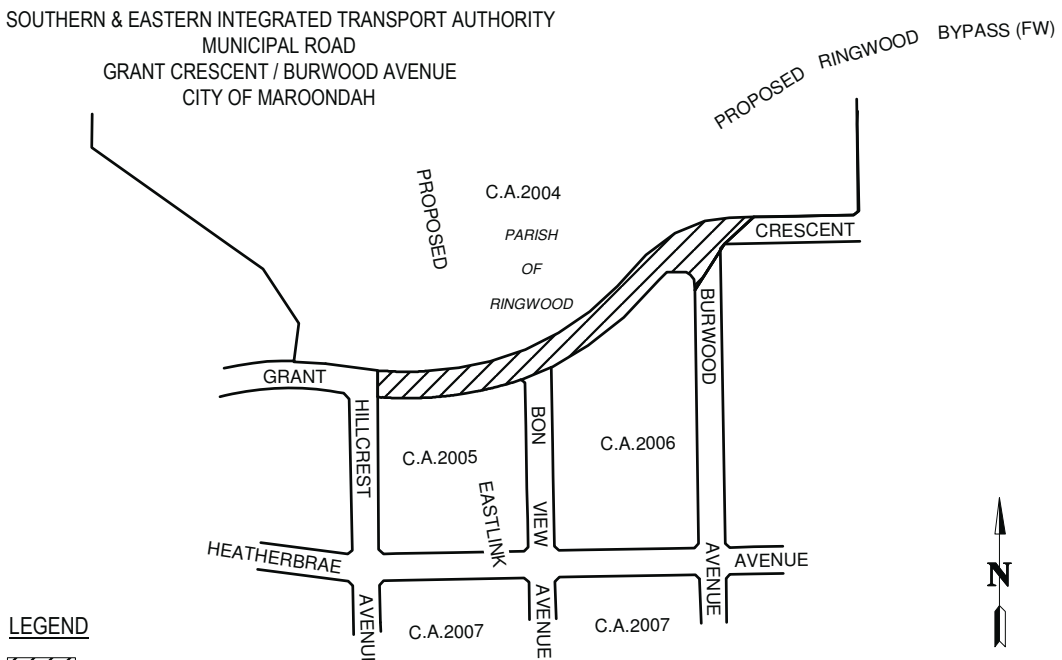 SOUTHERN & EASTERN INTEGRATED TRANSPORT AUTHORITY
MUNICIPAL ROAD
GRANT CRESCENT / BURWOOD AVENUE
CITY OF MAROONDAH
PROPOSED RINGWOOD BYPASS (FW)
PROPOSED
C.A.2004
PARISH
OF
RINGWOOD
CRESCENT
GRANT
HILLCREST
BON
VIEW
BURWOOD
C.A.2005
C.A.2006
EASTLINK
HEATHERBRAE
AVENUE
AVENUE
AVENUE
AVENUE
C.A.2007
C.A.2007
N
LEGEND